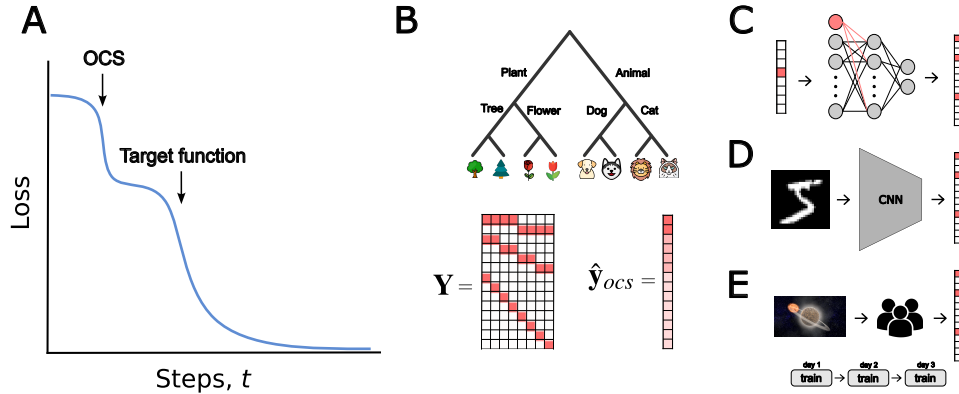 A
OCS
Target function
Loss
Steps, t
B
Plant
Animal
Tree
Flower
Dog
Cat
Y =
ŷocs =
C
D
CNN
E
day 1 day 2 day 3
train train train